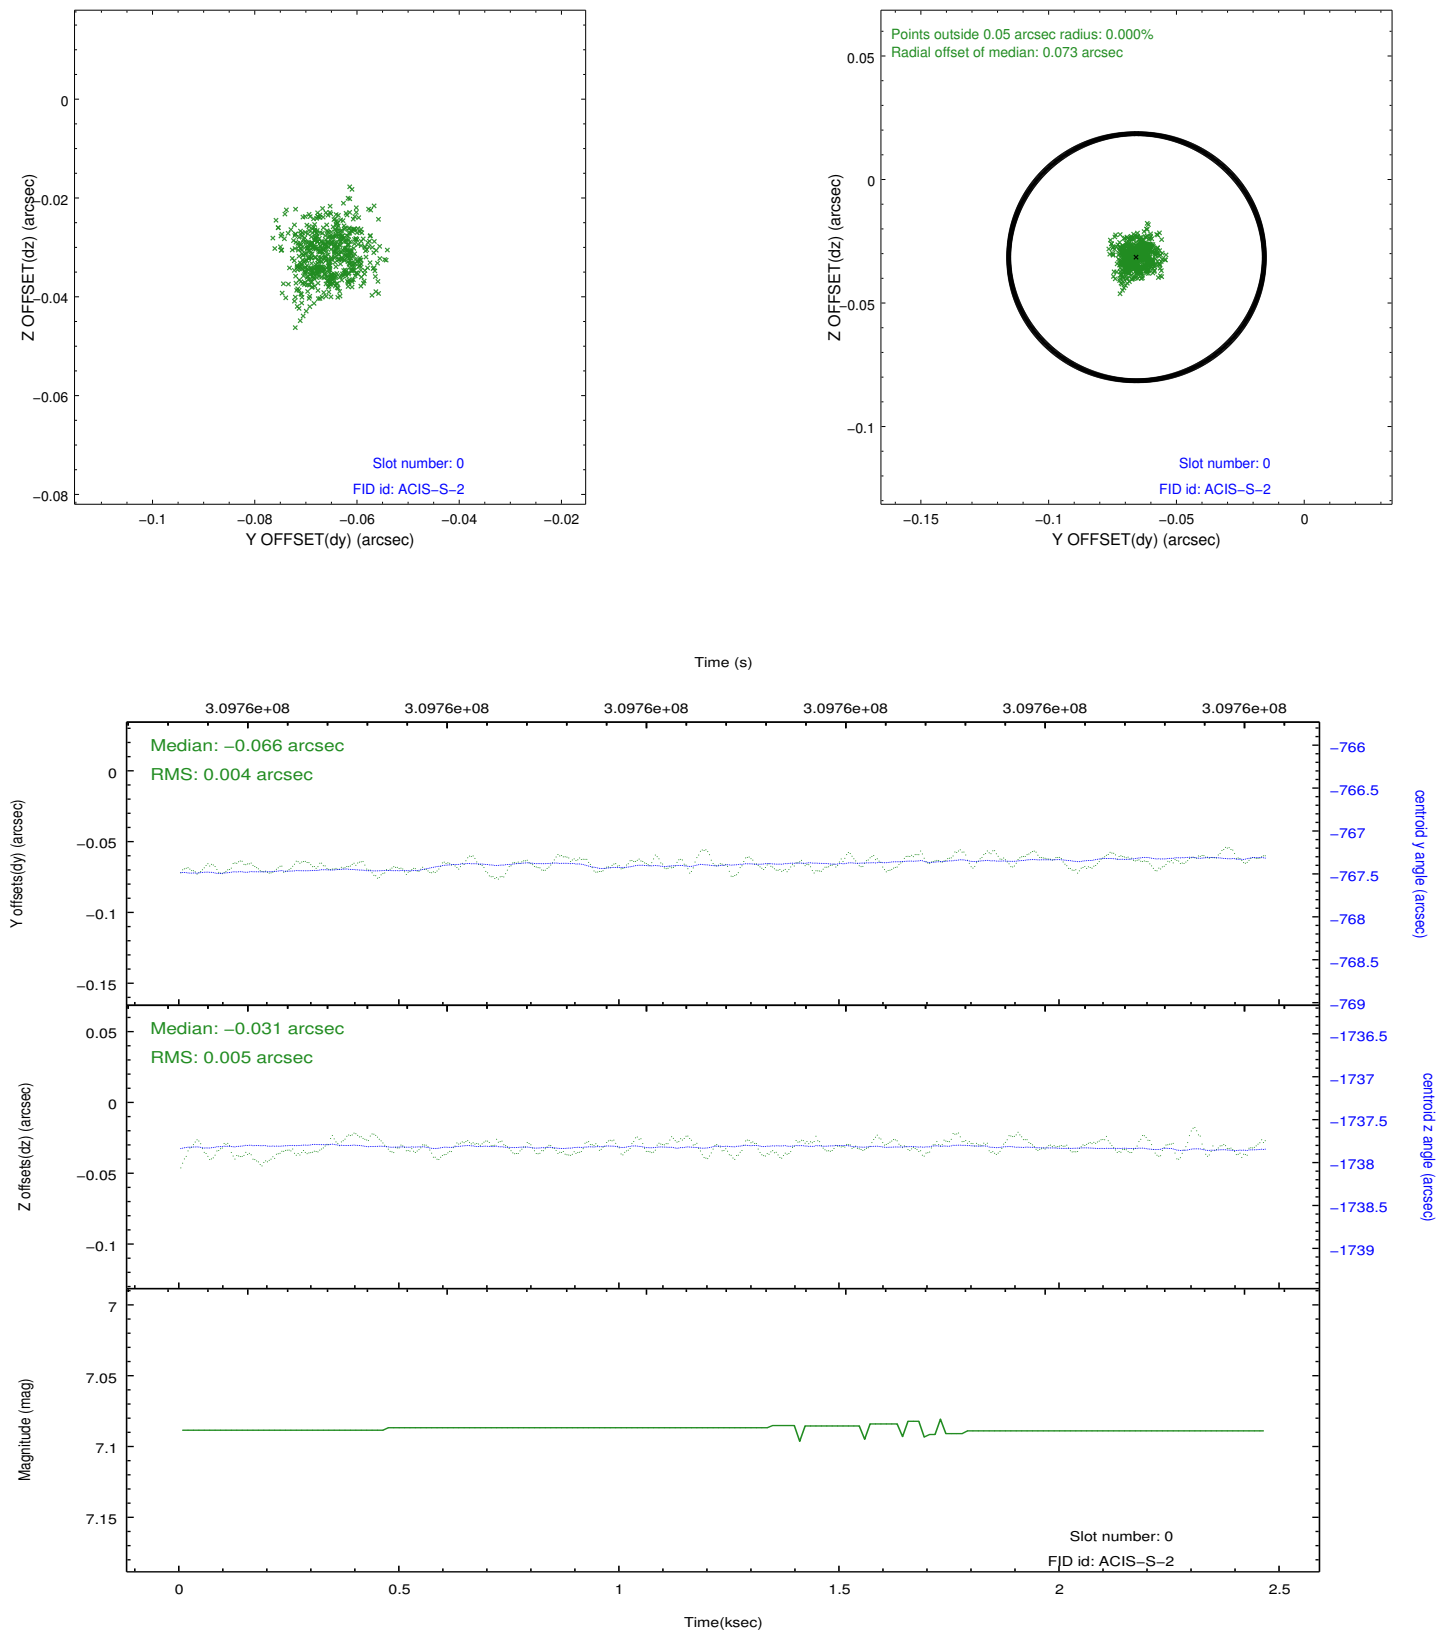 0
−0.02
−0.04
−0.06
−0.08
Z OFFSET(dz) (arcsec)
Slot number: 0
FID id: ACIS−S−2
−0.1 −0.08 −0.06 −0.04 −0.02
Y OFFSET(dy) (arcsec)
Points outside 0.05 arcsec radius: 0.000%
Radial offset of median: 0.073 arcsec
0.05
0
−0.05
−0.1
Z OFFSET(dz) (arcsec)
Slot number: 0
FID id: ACIS−S−2
−0.15 −0.1 −0.05 0
Y OFFSET(dy) (arcsec)
Time (s)
3.0976e+08 3.0976e+08 3.0976e+08 3.0976e+08 3.0976e+08 3.0976e+08
Median: −0.066 arcsec
RMS: 0.004 arcsec
0
−0.05
−0.1
−0.15
Y offsets(dy) (arcsec)
−766
−766.5
−767
−767.5
−768
−768.5
−769
centroid y angle (arcsec)
Median: −0.031 arcsec
RMS: 0.005 arcsec
0.05
0
−0.05
−0.1
Z offsets(dz) (arcsec)
−1736.5
−1737
−1737.5
−1738
−1738.5
−1739
centroid z angle (arcsec)
7
7.05
7.1
7.15
Magnitude (mag)
Slot number: 0
FID id: ACIS−S−2
0 0.5 1 1.5 2 2.5
Time(ksec)